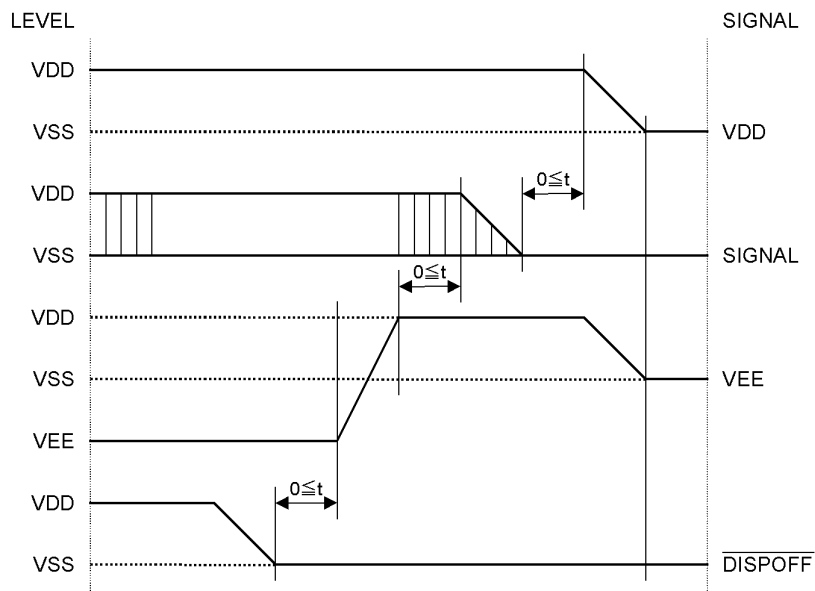 LEVEL SIGNAL
VDD
VSS VDD
VDD 0≦t
VSS SIGNAL
0≦t
VDD
VSS VEE
VEE
VDD 0≦t
VSS DISPOFF